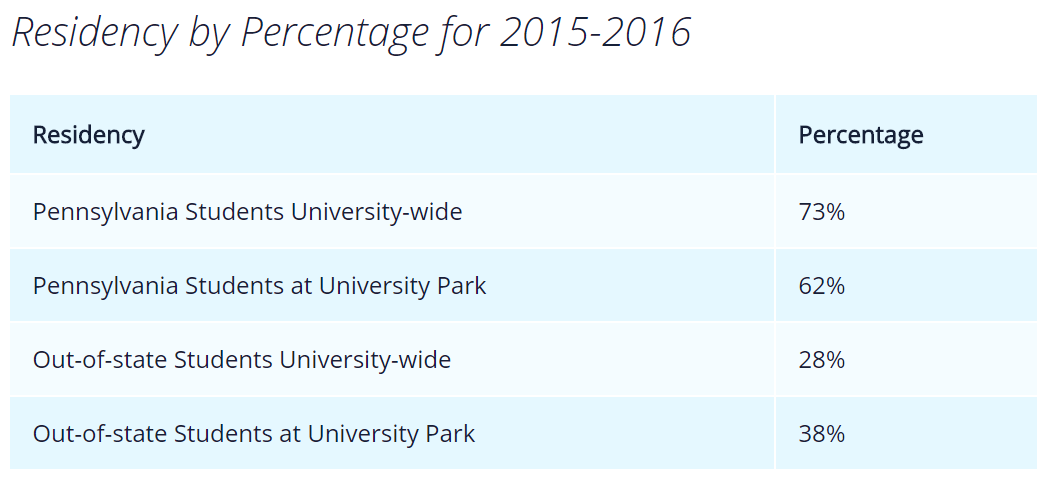 Residency by Percentage for 2015-2016
Residency Percentage
Pennsylvania Students University-wide 73%
Pennsylvania Students at University Park 62%
Out-of-state Students University-wide 28%
Out-of-state Students at University Park 38%